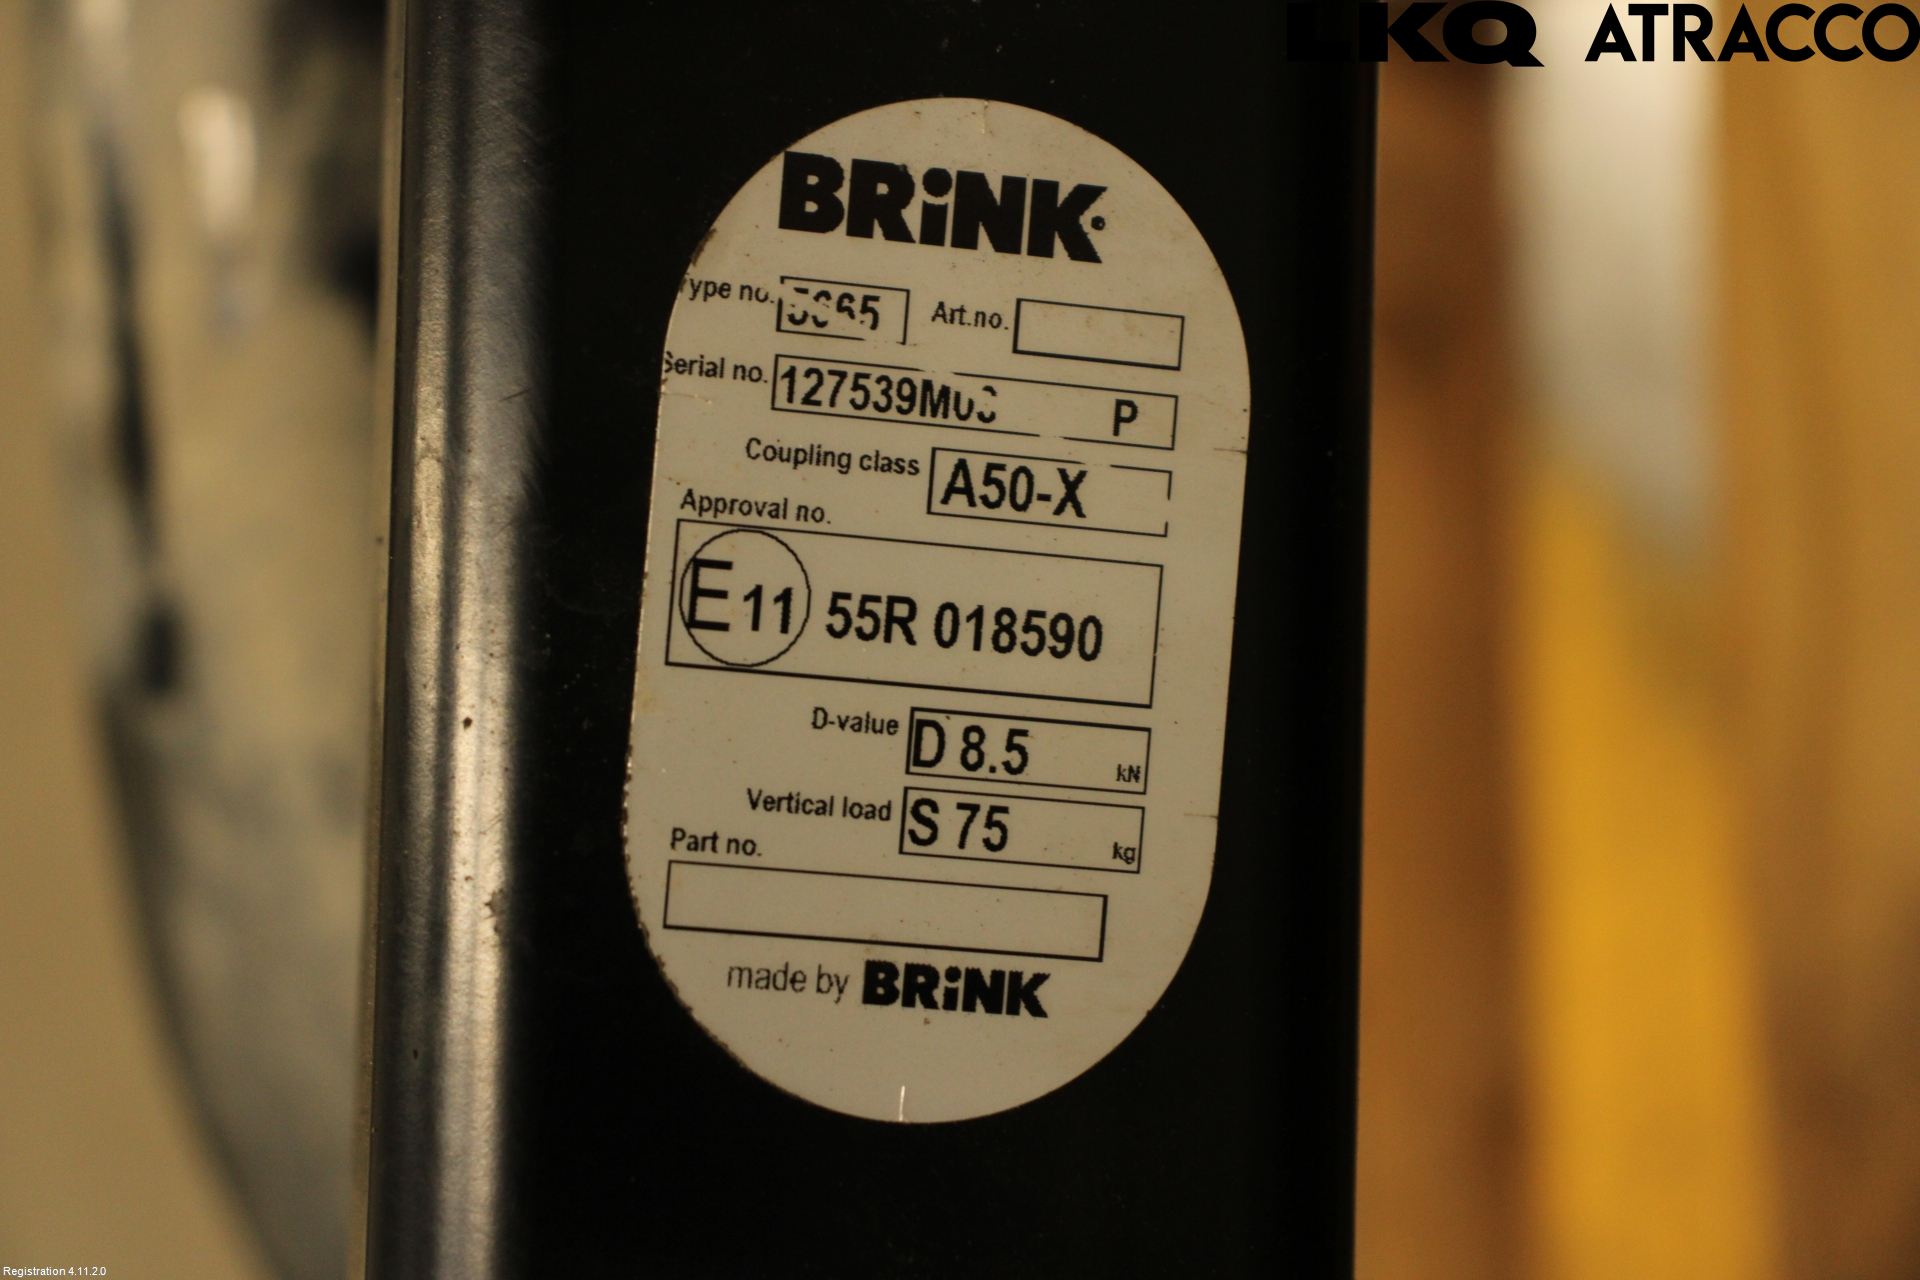 LKQ ATRACCO
BRiNK
Type no. Art.no.
Serial no. P
Coupling class A50-X
Approval no.
E11 55R 018590
D-value D 8.5 kN
Vertical load S 75 kg
Part no.
made by BRiNK
Registration 4.11.2.0